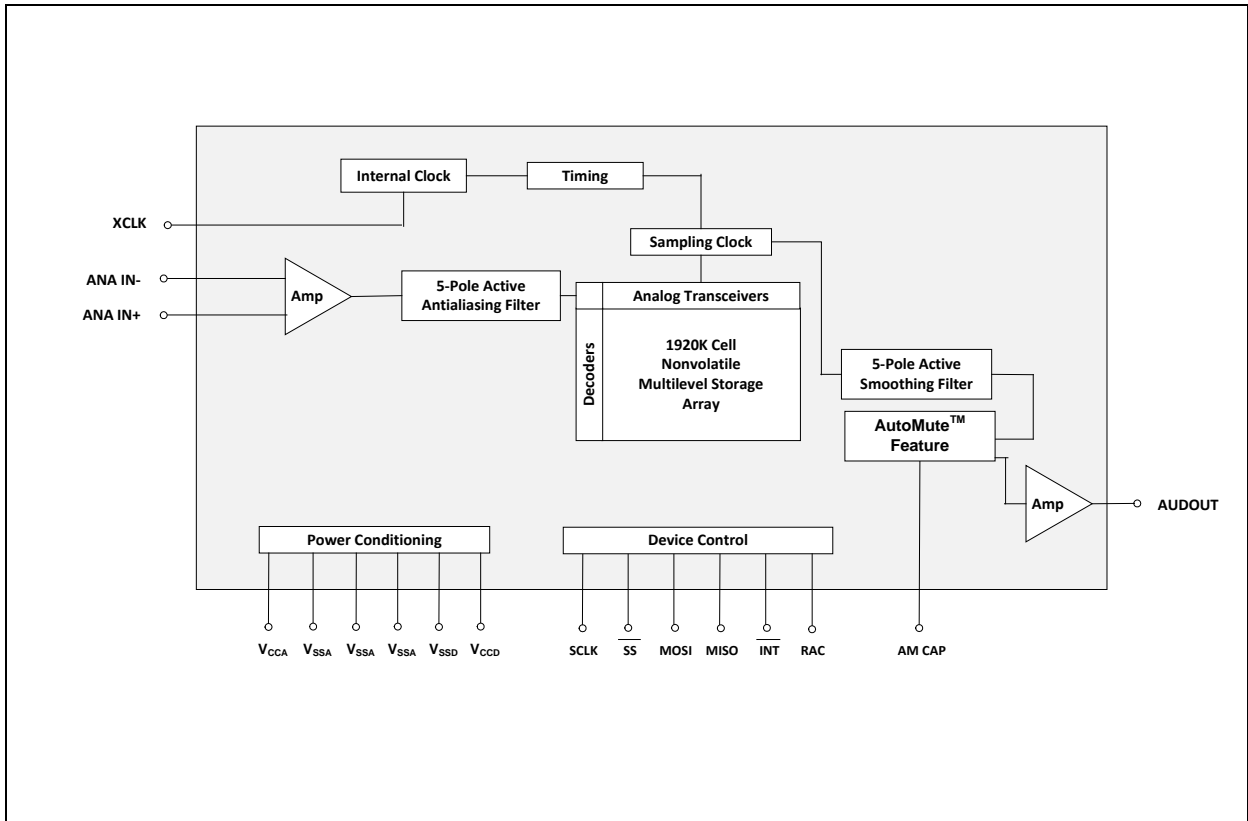 Internal Clock
Timing
XCLK
Sampling Clock
ANA IN-
ANA IN+
Amp
5-Pole Active
Antialiasing Filter
Analog Transceivers
Decoders
1920K Cell
Nonvolatile
Multilevel Storage
Array
5-Pole Active
Smoothing Filter
AutoMute™
Feature
Amp
AUDOUT
Power Conditioning
Device Control
VCCA VSSA VSSA VSSA VSSD VCCD
SCLK S̅S̅ MOSI MISO I̅N̅T̅ RAC
AM CAP